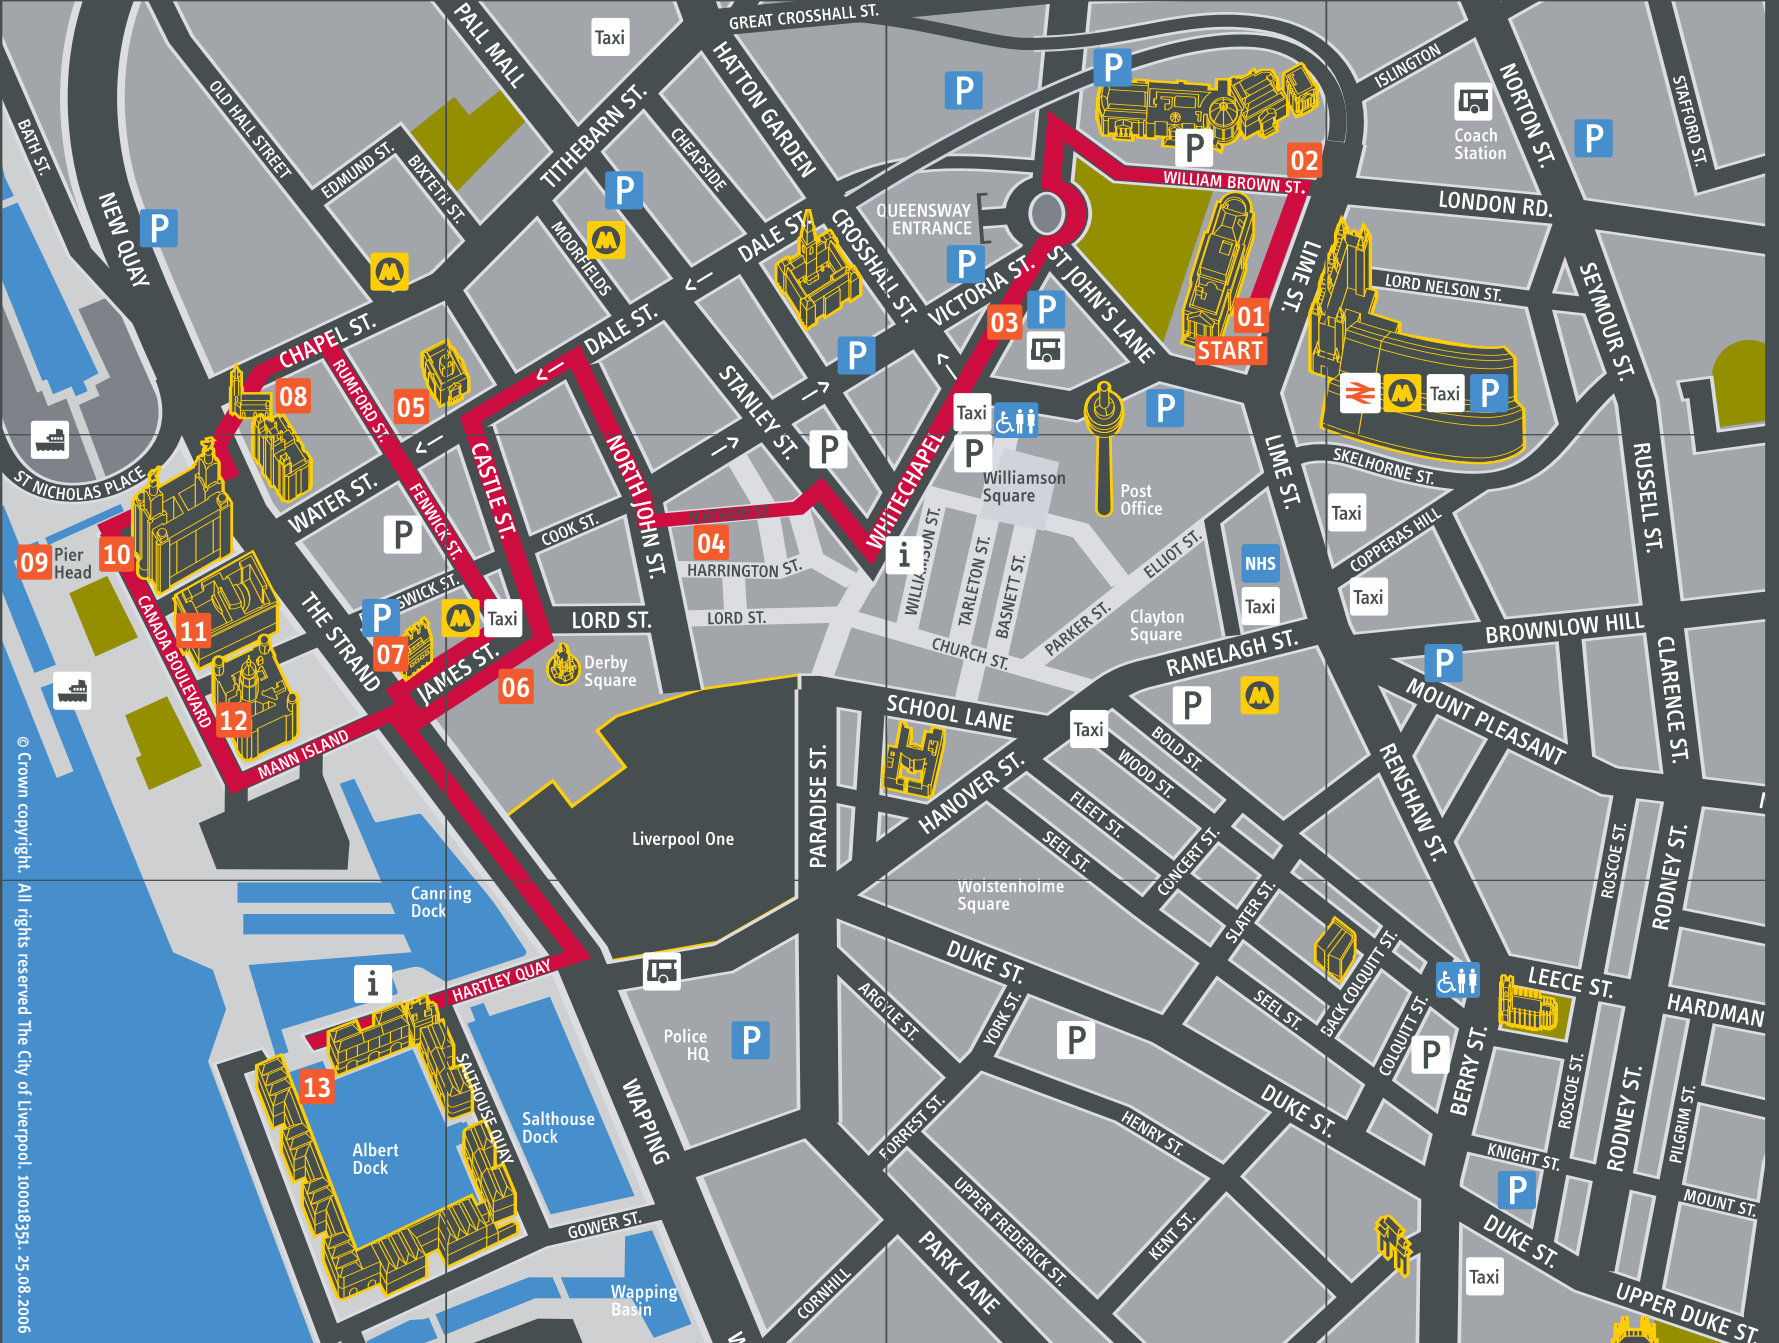 GREAT CROSSHALL ST.
PALL MALL
Taxi
HATTON GARDEN
P
P
ISLINGTON
NORTON ST.
STAFFORD ST.
Coach
Station
P
OLD HALL STREET
BATH ST.
TITHEBARN ST.
CHEAPSIDE
EDMUND ST.
BIXTETH ST.
P
P
02
WILLIAM BROWN ST.
LONDON RD.
NEW QUAY
P
M
M
MOORFIELDS
DALE ST.
CROSSHALL ST.
QUEENSWAY
ENTRANCE
P
VICTORIA ST.
ST JOHN'S LANE
LIME ST.
LORD NELSON ST.
SEYMOUR ST.
01
START
03
P
CHAPEL ST.
DALE ST.
P
STANLEY ST.
RUMFORD ST.
05
08
Taxi
P
P
M
Taxi
P
P
P
WHITECHAPEL
Williamson
Square
Post
Office
LIME ST.
SKELHORNE ST.
RUSSELL ST.
ST NICHOLAS PLACE
WATER ST.
CASTLE ST.
NORTH JOHN ST.
FENWICK ST.
COOK ST.
P
MATHEW ST.
04
HARRINGTON ST.
LORD ST.
LORD ST.
i
WILLIAMSON ST.
TARLETON ST.
BASNETT ST.
ELLIOT ST.
PARKER ST.
CHURCH ST.
Clayton
Square
NHS
Taxi
Taxi
COPPERAS HILL
Taxi
BROWNLOW HILL
09
Pier
Head
10
11
12
CANADA BOULEVARD
THE STRAND
P
M
Taxi
07
JAMES ST.
06
Derby
Square
MANN ISLAND
RANELAGH ST.
P
M
P
MOUNT PLEASANT
CLARENCE ST.
SCHOOL LANE
Taxi
HANOVER ST.
PARADISE ST.
BOLD ST.
WOOD ST.
FLEET ST.
SEEL ST.
CONCERT ST.
SLATER ST.
RENSHAW ST.
ROSCOE ST.
RODNEY ST.
Liverpool One
Canning
Dock
Wolstenholme
Square
DUKE ST.
HARTLEY QUAY
i
13
Albert
Dock
SALTHOUSE QUAY
Salthouse
Dock
Police
HQ
P
WAPPING
ARGYLE ST.
YORK ST.
P
SEEL ST.
BACK COLQUITT ST.
COLQUITT ST.
P
BERRY ST.
LEECE ST.
HARDMAN
ROSCOE ST.
RODNEY ST.
PILGRIM ST.
DUKE ST.
HENRY ST.
FORREST ST.
KNIGHT ST.
P
MOUNT ST.
UPPER FREDERICK ST.
KENT ST.
DUKE ST.
Taxi
UPPER DUKE ST.
GOWER ST.
Wapping
Basin
CORNHILL
PARK LANE
© Crown copyright. All rights reserved The City of Liverpool. 100018351. 25.08.2006